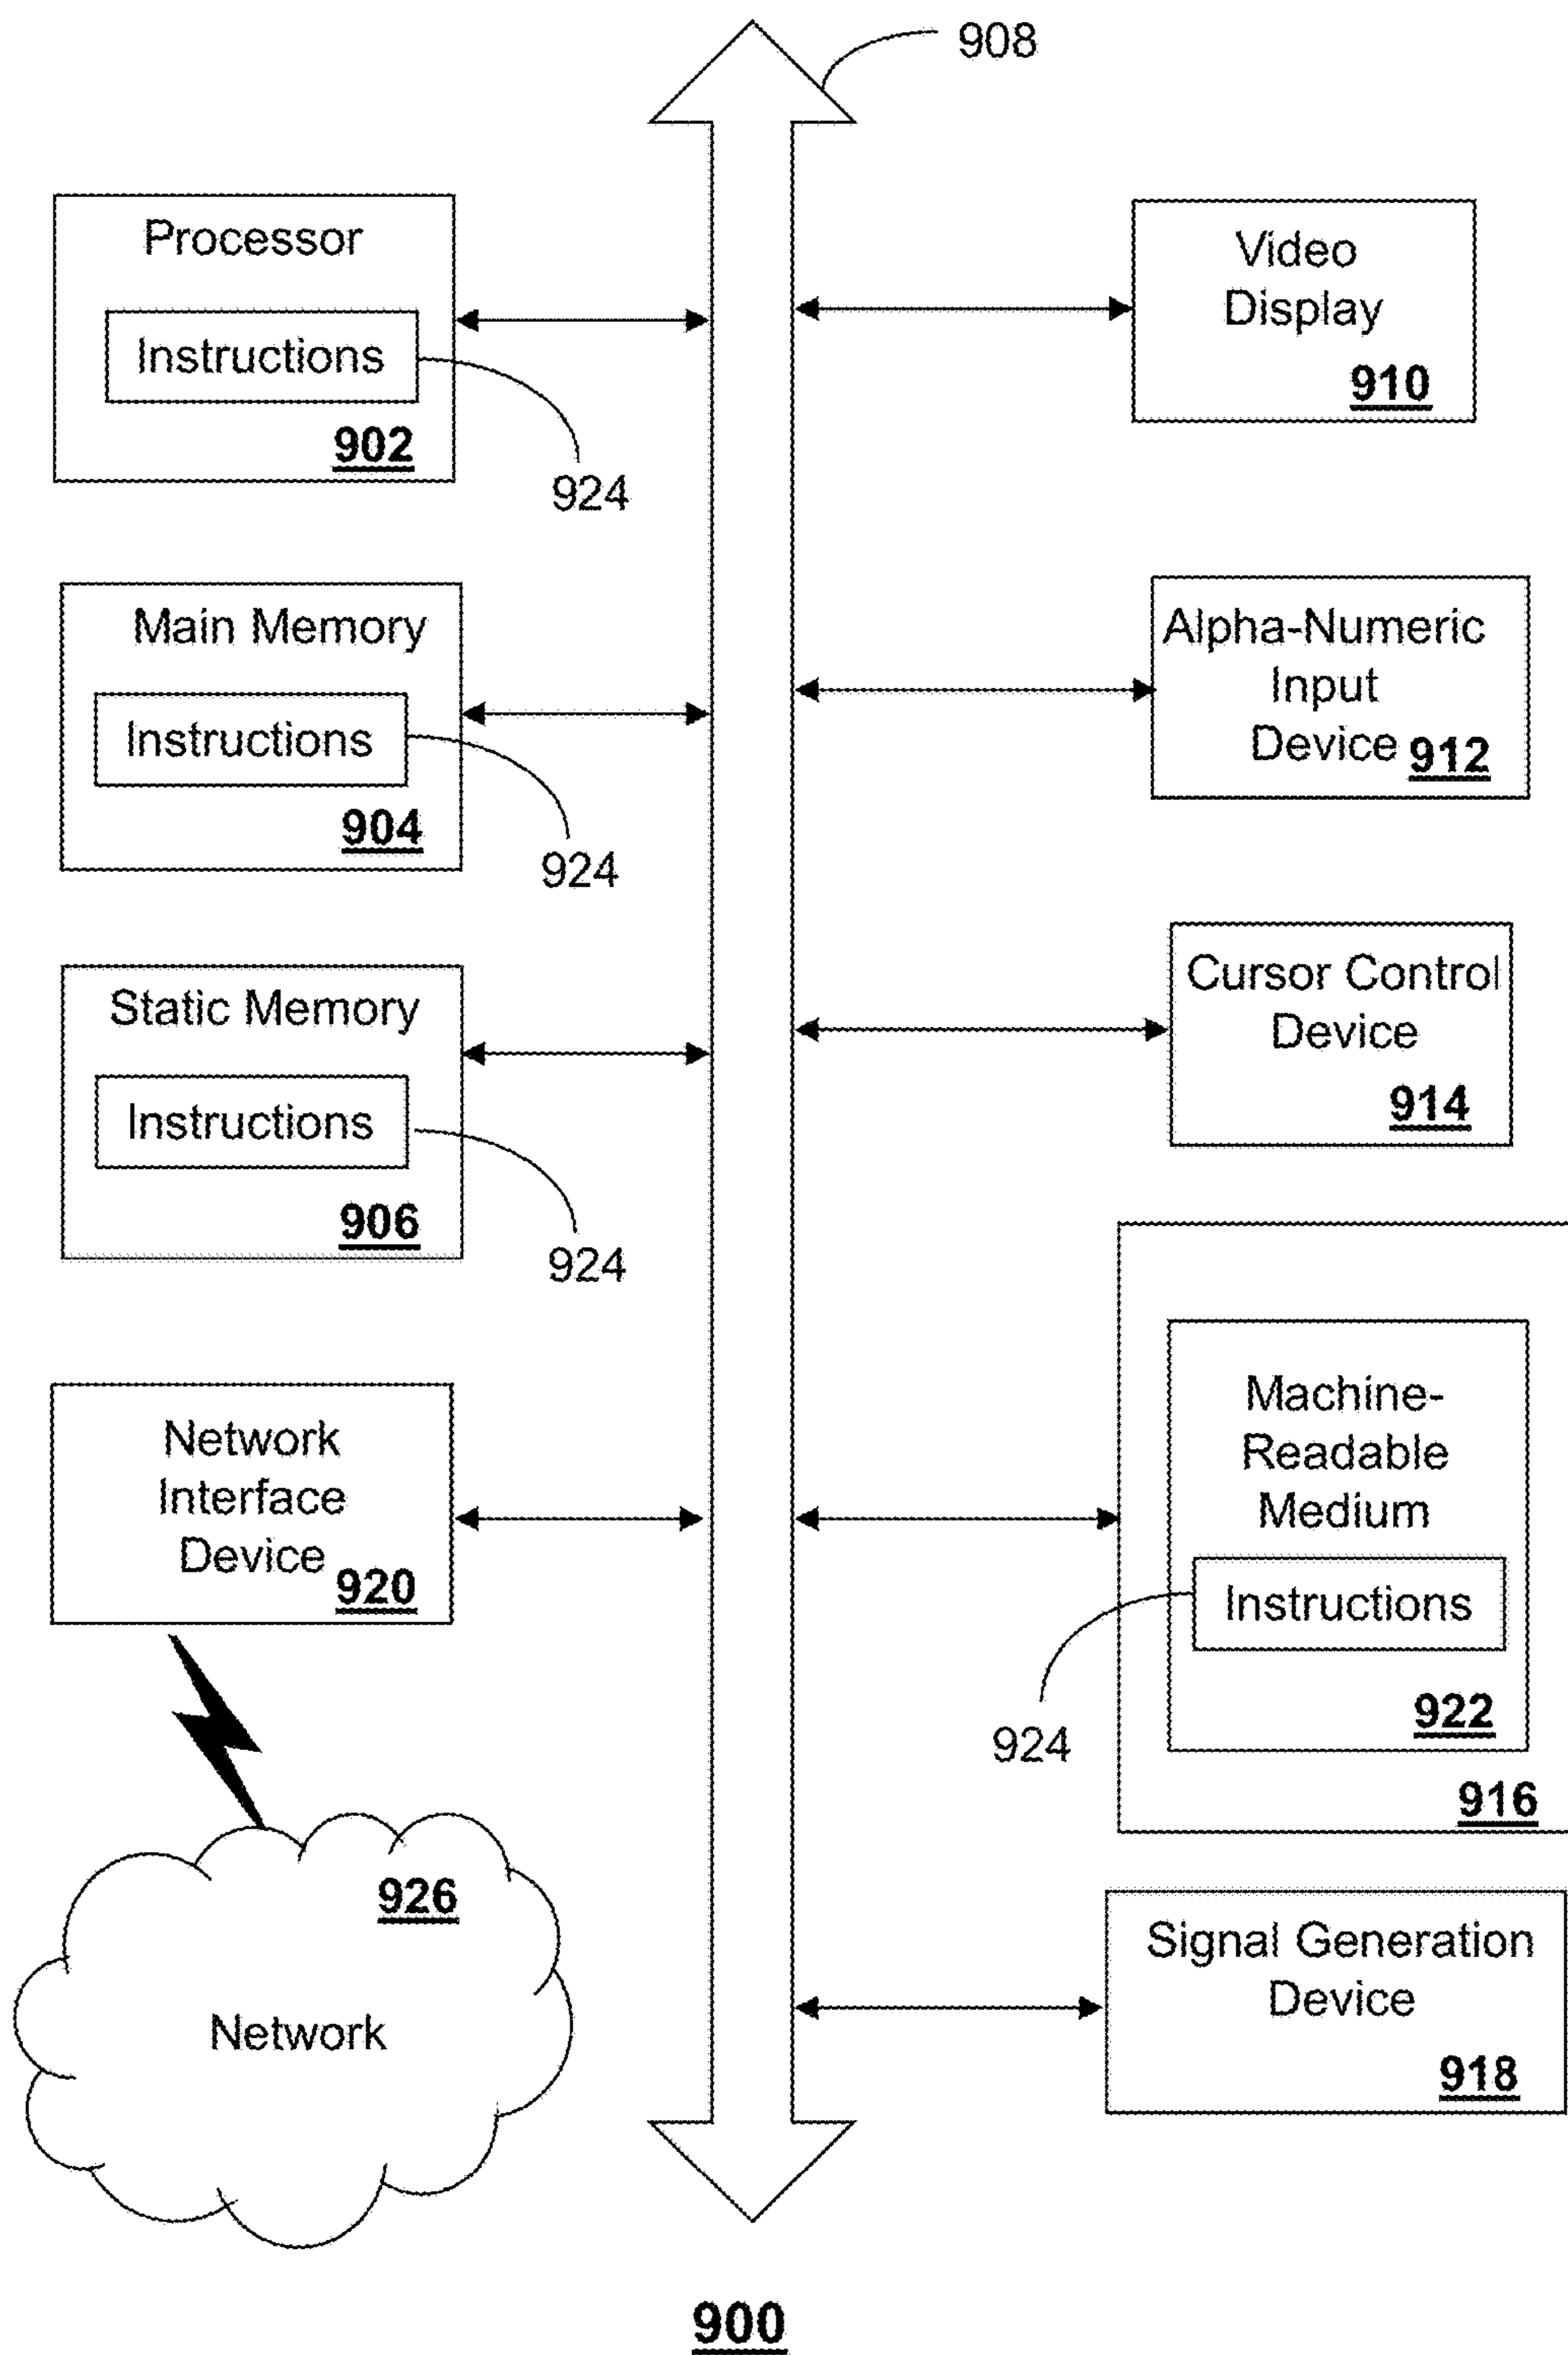 908
Processor
Instructions
902
924
Main Memory
Instructions
904
924
Static Memory
Instructions
906
924
Network
Interface
Device
920
926
Network
Video
Display
910
Alpha-Numeric
Input
Device 912
Cursor Control
Device
914
Machine-
Readable
Medium
Instructions
924
922
916
Signal Generation
Device
918
900